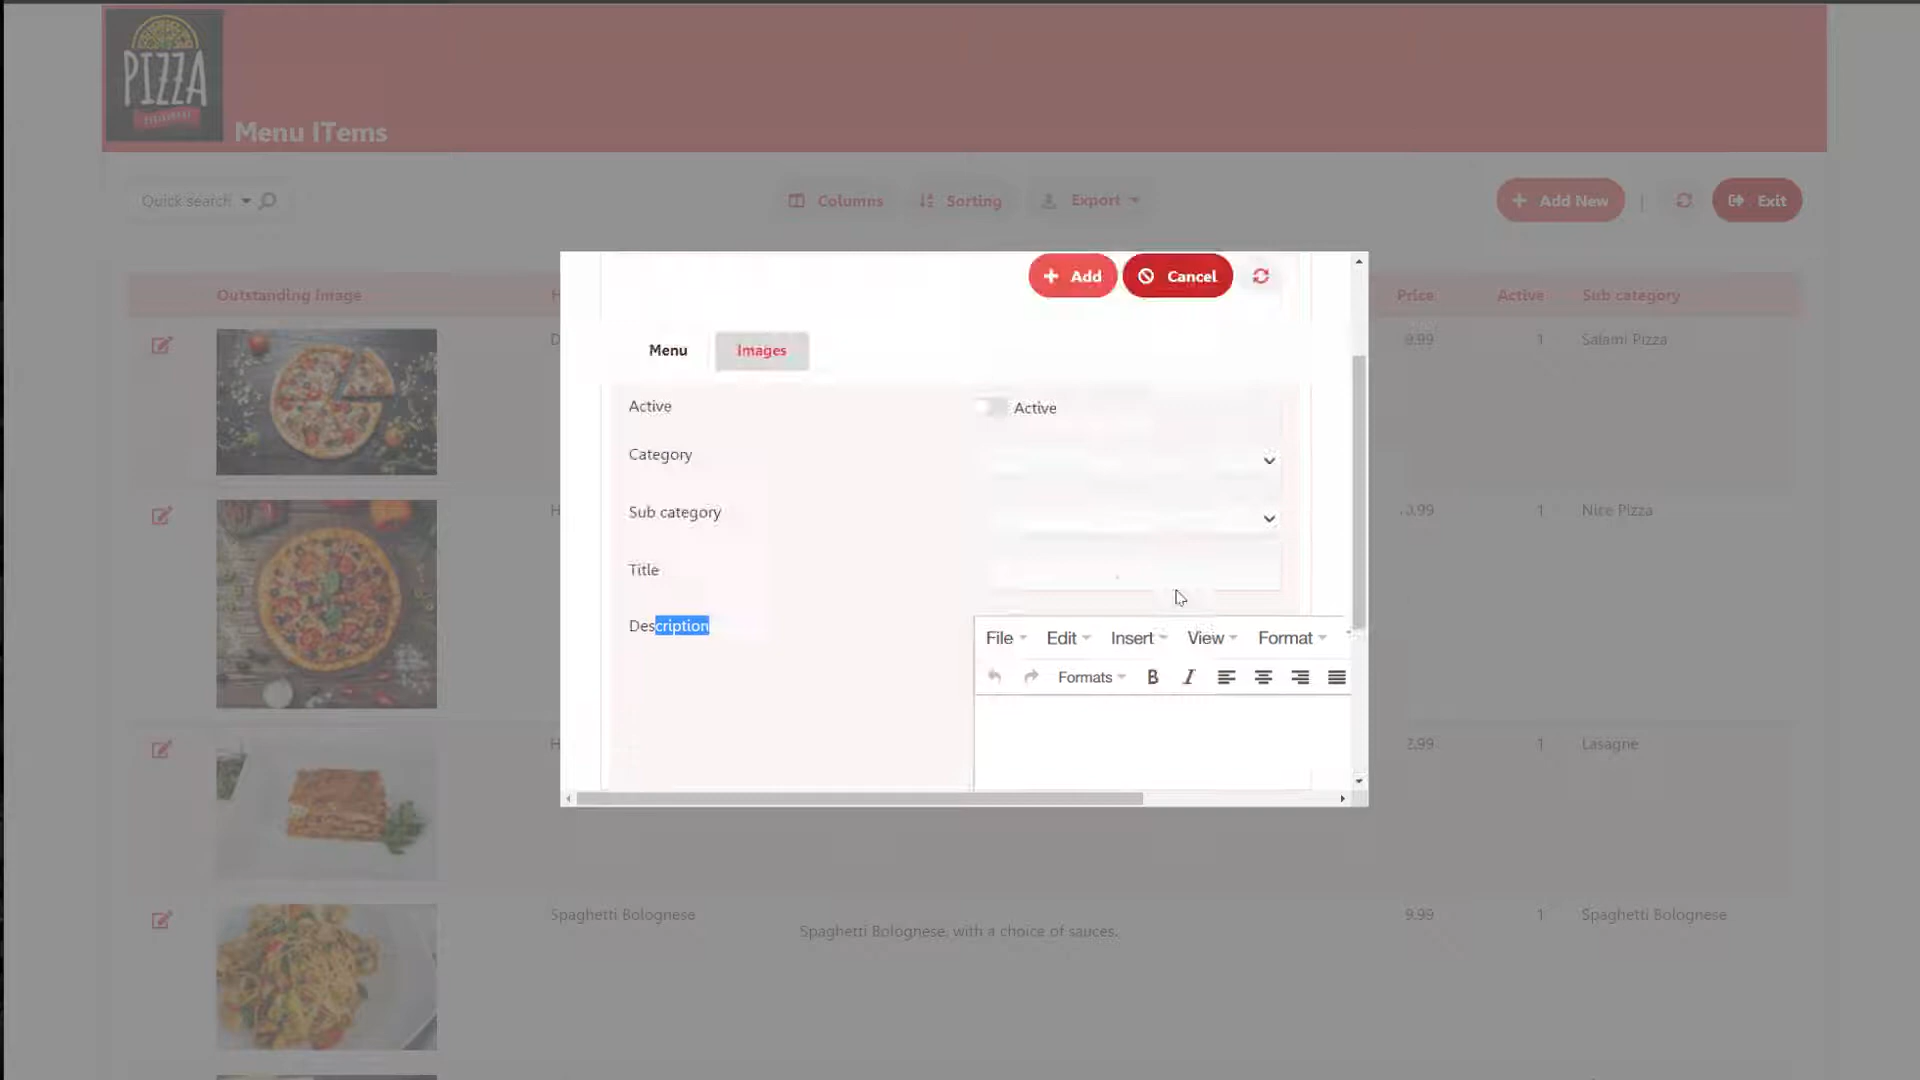 PIZZA
Menu ITems
Quick search
Columns
Sorting
Export
Add New
|
Exit
Outstanding Image
Price
Active
Sub category
Add
Cancel
Menu
Images
Active
Active
Category
Sub category
Title
Description
File
Edit
Insert
View
Format
Formats
B
I
9.99
1
Salami Pizza
.99
1
Nice Pizza
.99
1
Lasagne
Spaghetti Bolognese
Spaghetti Bolognese, with a choice of sauces.
9.99
1
Spaghetti Bolognese